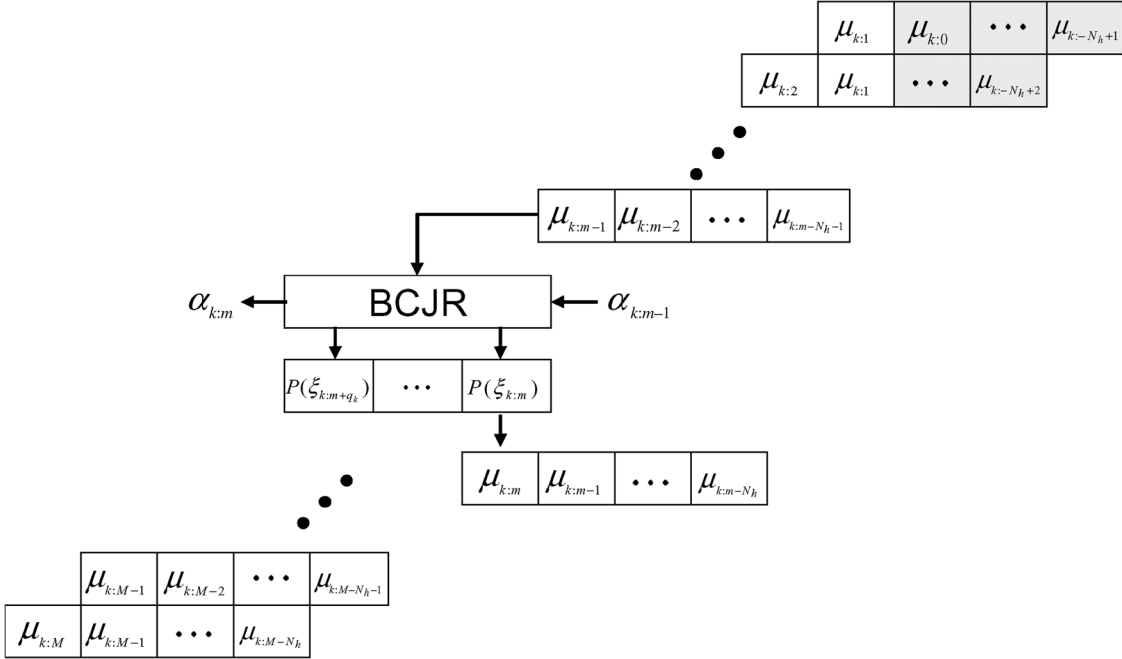 μ_{k:1} μ_{k:0} ••• μ_{k:-N_h+1}
μ_{k:2} μ_{k:1} ••• μ_{k:-N_h+2}
μ_{k:m-1} μ_{k:m-2} ••• μ_{k:m-N_h-1}
α_{k:m} BCJR α_{k:m-1}
P(ξ_{k:m+q_k}) ••• P(ξ_{k:m})
μ_{k:m} μ_{k:m-1} ••• μ_{k:m-N_h}
μ_{k:M-1} μ_{k:M-2} ••• μ_{k:M-N_h-1}
μ_{k:M} μ_{k:M-1} ••• μ_{k:M-N_h}